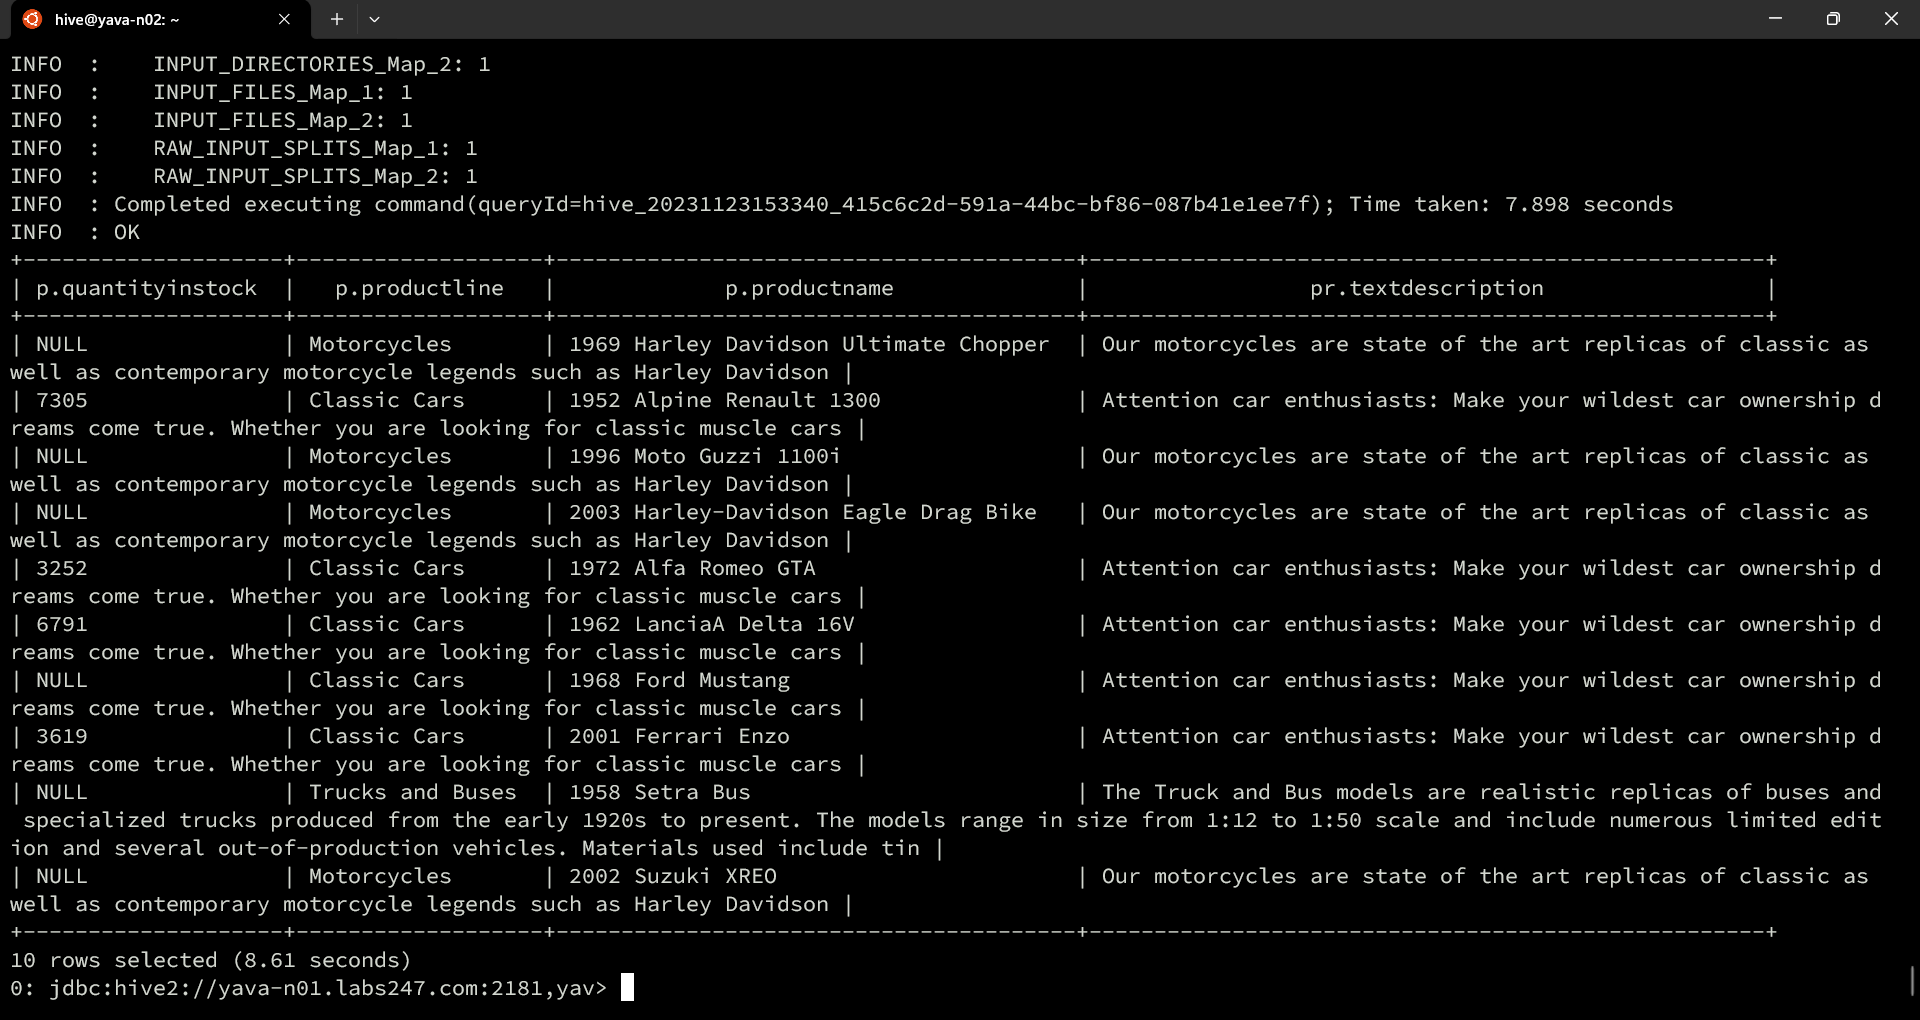 hive@yava-n02: ~
INFO  :    INPUT_DIRECTORIES_Map_2: 1
INFO  :    INPUT_FILES_Map_1: 1
INFO  :    INPUT_FILES_Map_2: 1
INFO  :    RAW_INPUT_SPLITS_Map_1: 1
INFO  :    RAW_INPUT_SPLITS_Map_2: 1
INFO  : Completed executing command(queryId=hive_20231123153340_415c6c2d-591a-44bc-bf86-087b41e1ee7f); Time taken: 7.898 seconds
INFO  : OK
+--------------------+-------------------+----------------------------------------+----------------------------------------------------+
| p.quantityinstock  |   p.productline   |             p.productname              |                 pr.textdescription                 |
+--------------------+-------------------+----------------------------------------+----------------------------------------------------+
| NULL               | Motorcycles       | 1969 Harley Davidson Ultimate Chopper  | Our motorcycles are state of the art replicas of classic as
well as contemporary motorcycle legends such as Harley Davidson |
| 7305               | Classic Cars      | 1952 Alpine Renault 1300               | Attention car enthusiasts: Make your wildest car ownership d
reams come true. Whether you are looking for classic muscle cars |
| NULL               | Motorcycles       | 1996 Moto Guzzi 1100i                  | Our motorcycles are state of the art replicas of classic as
well as contemporary motorcycle legends such as Harley Davidson |
| NULL               | Motorcycles       | 2003 Harley-Davidson Eagle Drag Bike   | Our motorcycles are state of the art replicas of classic as
well as contemporary motorcycle legends such as Harley Davidson |
| 3252               | Classic Cars      | 1972 Alfa Romeo GTA                    | Attention car enthusiasts: Make your wildest car ownership d
reams come true. Whether you are looking for classic muscle cars |
| 6791               | Classic Cars      | 1962 LanciaA Delta 16V                 | Attention car enthusiasts: Make your wildest car ownership d
reams come true. Whether you are looking for classic muscle cars |
| NULL               | Classic Cars      | 1968 Ford Mustang                      | Attention car enthusiasts: Make your wildest car ownership d
reams come true. Whether you are looking for classic muscle cars |
| 3619               | Classic Cars      | 2001 Ferrari Enzo                      | Attention car enthusiasts: Make your wildest car ownership d
reams come true. Whether you are looking for classic muscle cars |
| NULL               | Trucks and Buses  | 1958 Setra Bus                         | The Truck and Bus models are realistic replicas of buses and
 specialized trucks produced from the early 1920s to present. The models range in size from 1:12 to 1:50 scale and include numerous limited edit
ion and several out-of-production vehicles. Materials used include tin |
| NULL               | Motorcycles       | 2002 Suzuki XREO                       | Our motorcycles are state of the art replicas of classic as
well as contemporary motorcycle legends such as Harley Davidson |
+--------------------+-------------------+----------------------------------------+----------------------------------------------------+
10 rows selected (8.61 seconds)
0: jdbc:hive2://yava-n01.labs247.com:2181,yav>